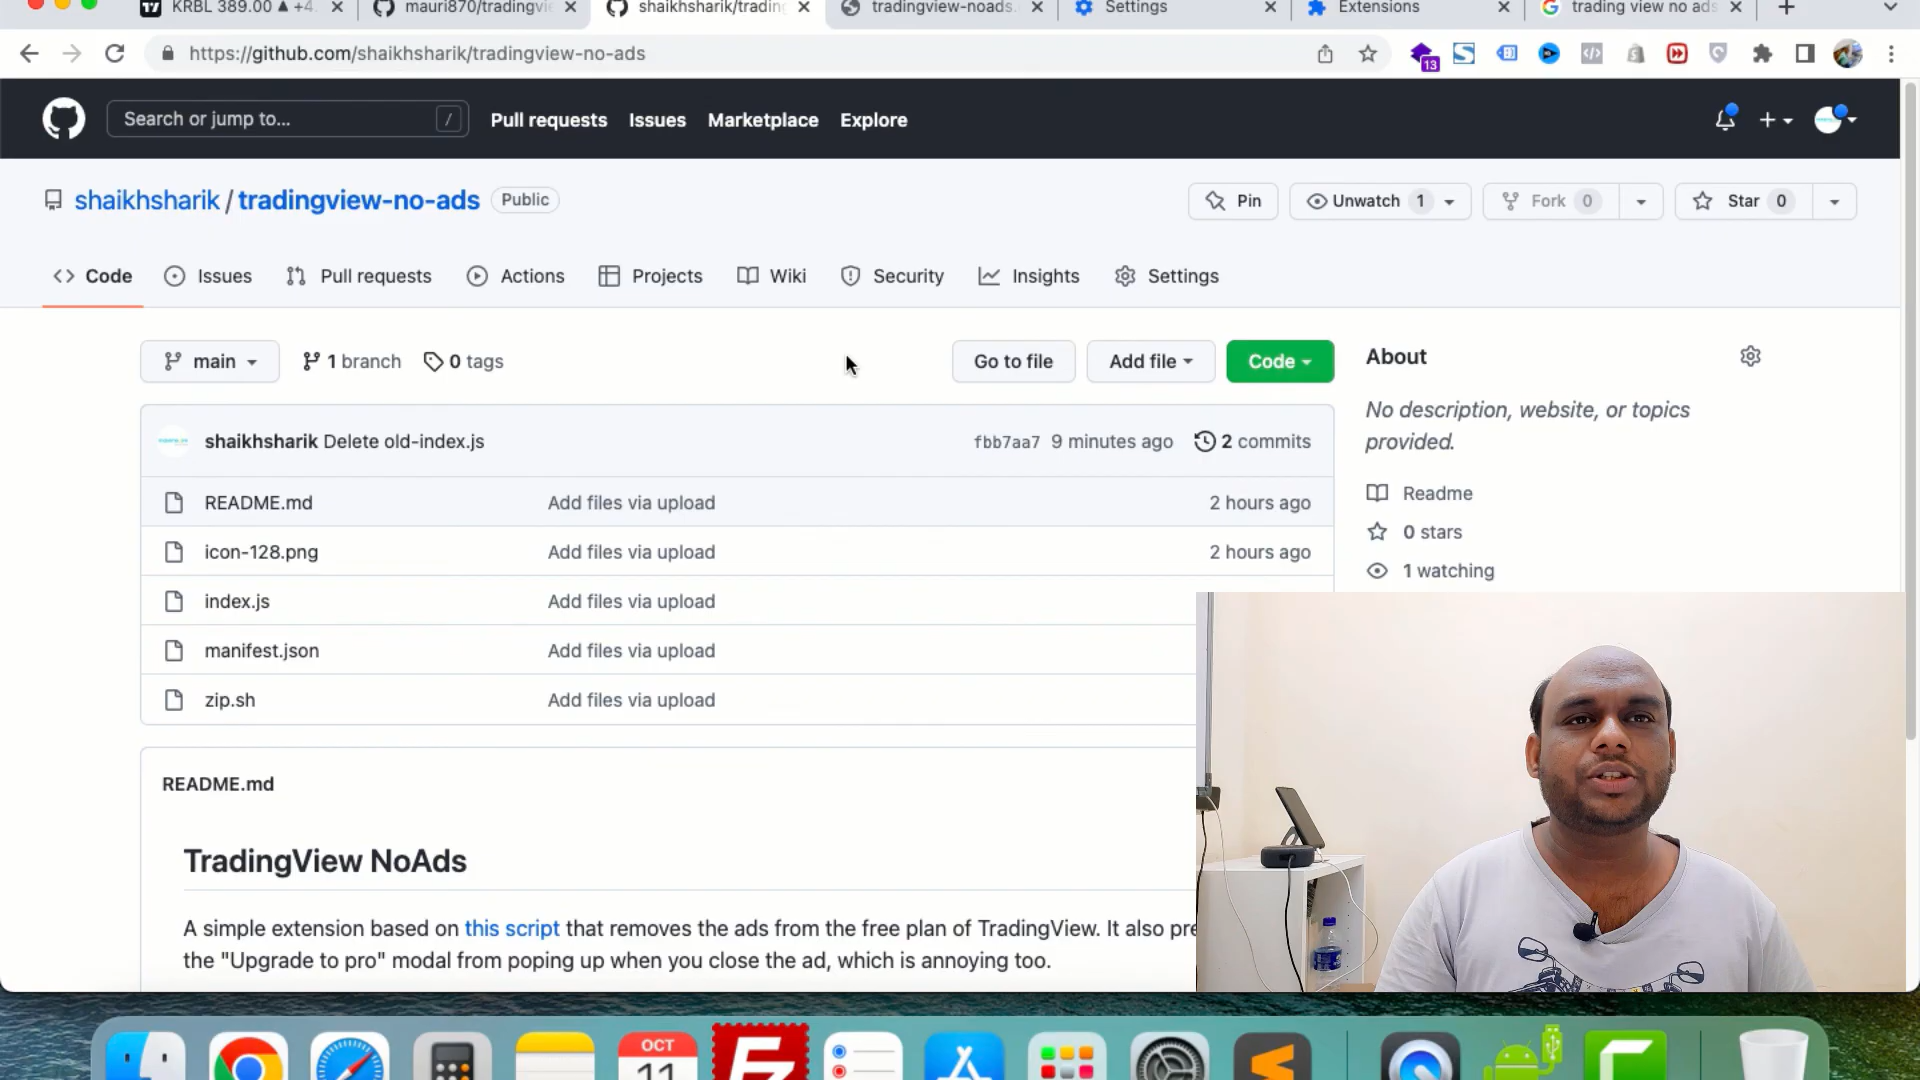 KRBL 389.00 ▲ +4.
mauri870/tradingvie
shaikhsharik/trading
tradingview-noads.
Settings
Extensions
trading view no ads
https://github.com/shaikhsharik/tradingview-no-ads
13
Search or jump to...
/
Pull requests
Issues
Marketplace
Explore
shaikhsharik / tradingview-no-ads
Public
Pin
Unwatch 1
Fork 0
Star 0
Code
Issues
Pull requests
Actions
Projects
Wiki
Security
Insights
Settings
main
1 branch
0 tags
Go to file
Add file
Code
About
No description, website, or topics
provided.
shaikhsharik Delete old-index.js
fbb7aa7 9 minutes ago
2 commits
README.md Add files via upload 2 hours ago
icon-128.png Add files via upload 2 hours ago
index.js Add files via upload
manifest.json Add files via upload
zip.sh Add files via upload
Readme
0 stars
1 watching
README.md
TradingView NoAds
A simple extension based on this script that removes the ads from the free plan of TradingView. It also pre
the "Upgrade to pro" modal from poping up when you close the ad, which is annoying too.
OCT
11